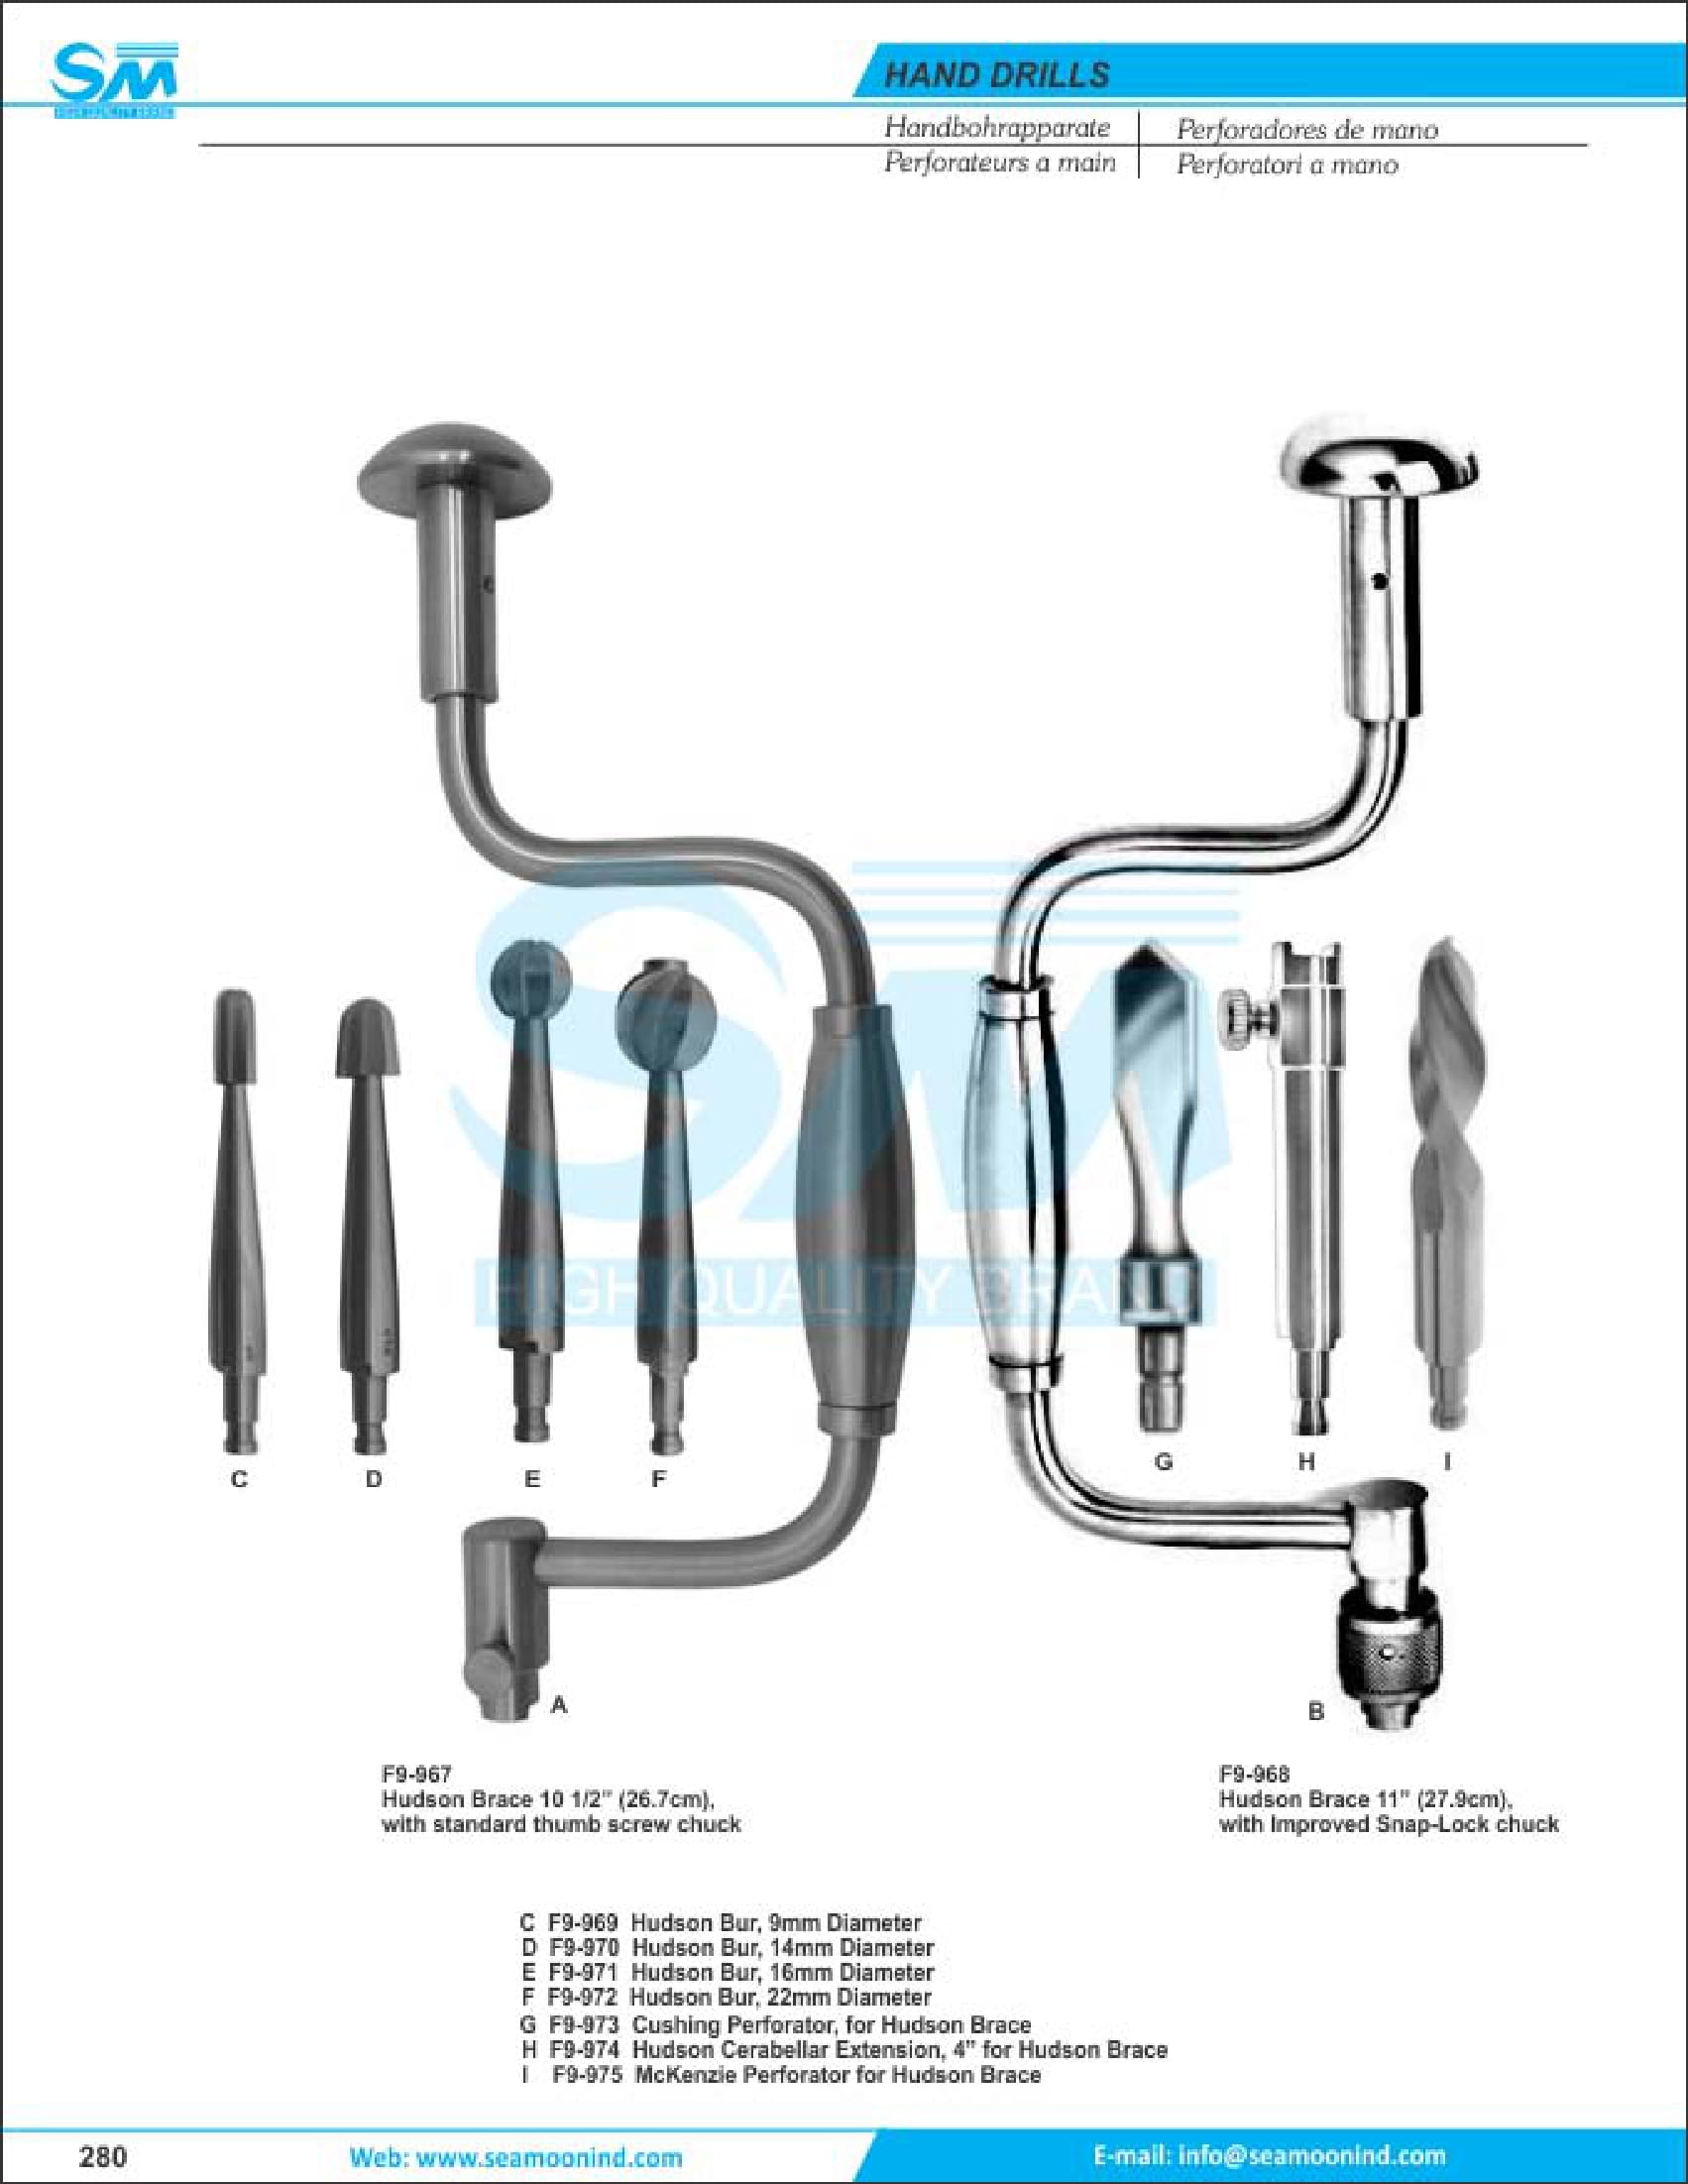 SM
HIGH QUALITY BRAND
HAND DRILLS
Handbohrapparate
Perforadores de mano
Perforateurs a main
Perforatori a mano
SM
HIGH QUALITY BRAND
C
D
E
F
G
H
I
A
B
F9-967
Hudson Brace 10 1/2" (26.7cm),
with standard thumb screw chuck
F9-968
Hudson Brace 11" (27.9cm),
with Improved Snap-Lock chuck
C F9-969 Hudson Bur, 9mm Diameter
D F9-970 Hudson Bur, 14mm Diameter
E F9-971 Hudson Bur, 16mm Diameter
F F9-972 Hudson Bur, 22mm Diameter
G F9-973 Cushing Perforator, for Hudson Brace
H F9-974 Hudson Cerabellar Extension, 4" for Hudson Brace
I F9-975 McKenzie Perforator for Hudson Brace
280
Web: www.seamoonind.com
E-mail: info@seamoonind.com